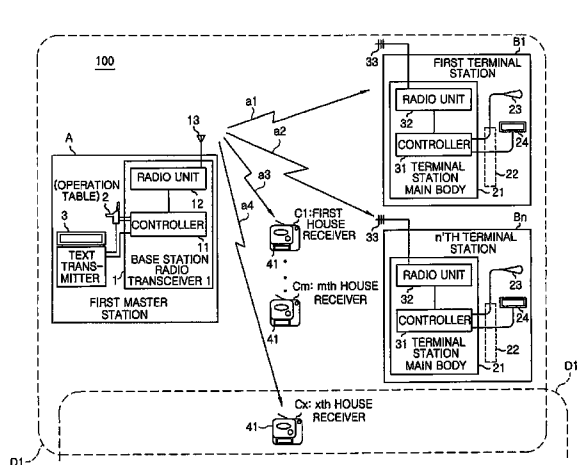 100
A
13
RADIO UNIT
12
(OPERATION
TABLE) 2
3
CONTROLLER
11
TEXT
TRANS-
MITTER
1
BASE STATION
RADIO
TRANSCEIVER 1
FIRST MASTER
STATION
a1
a2
a3
a4
C1:FIRST
HOUSE
RECEIVER
41
Cm: mth HOUSE
RECEIVER
41
Cx: xth HOUSE
RECEIVER
41
B1
33
FIRST TERMINAL
STATION
RADIO UNIT
32
23
24
CONTROLLER
31
TERMINAL
STATION
MAIN BODY
22
21
Bn
33
n'TH TERMINAL
STATION
RADIO UNIT
32
23
24
CONTROLLER
31
TERMINAL
STATION
MAIN BODY
22
21
D1
D1